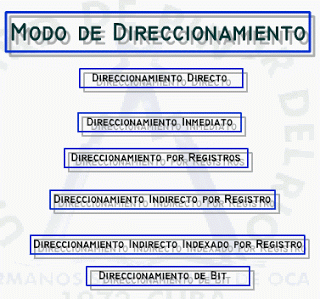 Modo de Direccionamiento
Direccionamiento Directo
Direccionamiento Inmediato
Direccionamiento por Registros
Direccionamiento Indirecto por Registro
Direccionamiento Indirecto Indexado por Registro
Direccionamiento de Bit